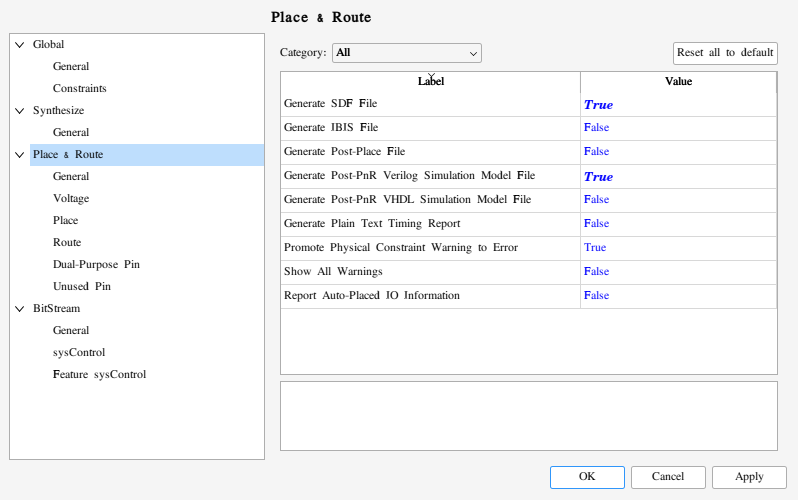 Place & Route
Global
General
Constraints
Synthesize
General
Place & Route
General
Voltage
Place
Route
Dual-Purpose Pin
Unused Pin
BitStream
General
sysControl
Feature sysControl
Category: All
Reset all to default
Label Value
Generate SDF File True
Generate IBIS File False
Generate Post-Place File False
Generate Post-PnR Verilog Simulation Model File True
Generate Post-PnR VHDL Simulation Model File False
Generate Plain Text Timing Report False
Promote Physical Constraint Warning to Error True
Show All Warnings False
Report Auto-Placed IO Information False
OK Cancel Apply